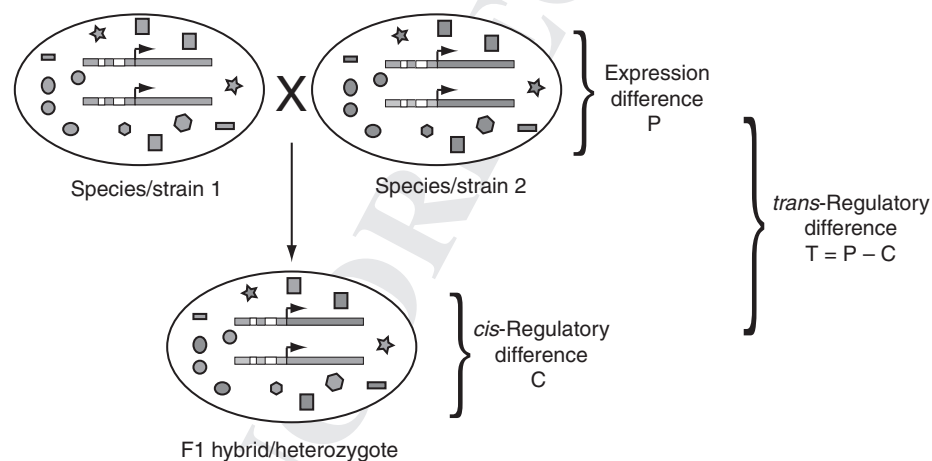 X
Expression
difference
P
Species/strain 1
Species/strain 2
trans-Regulatory
difference
T = P – C
cis-Regulatory
difference
C
F1 hybrid/heterozygote